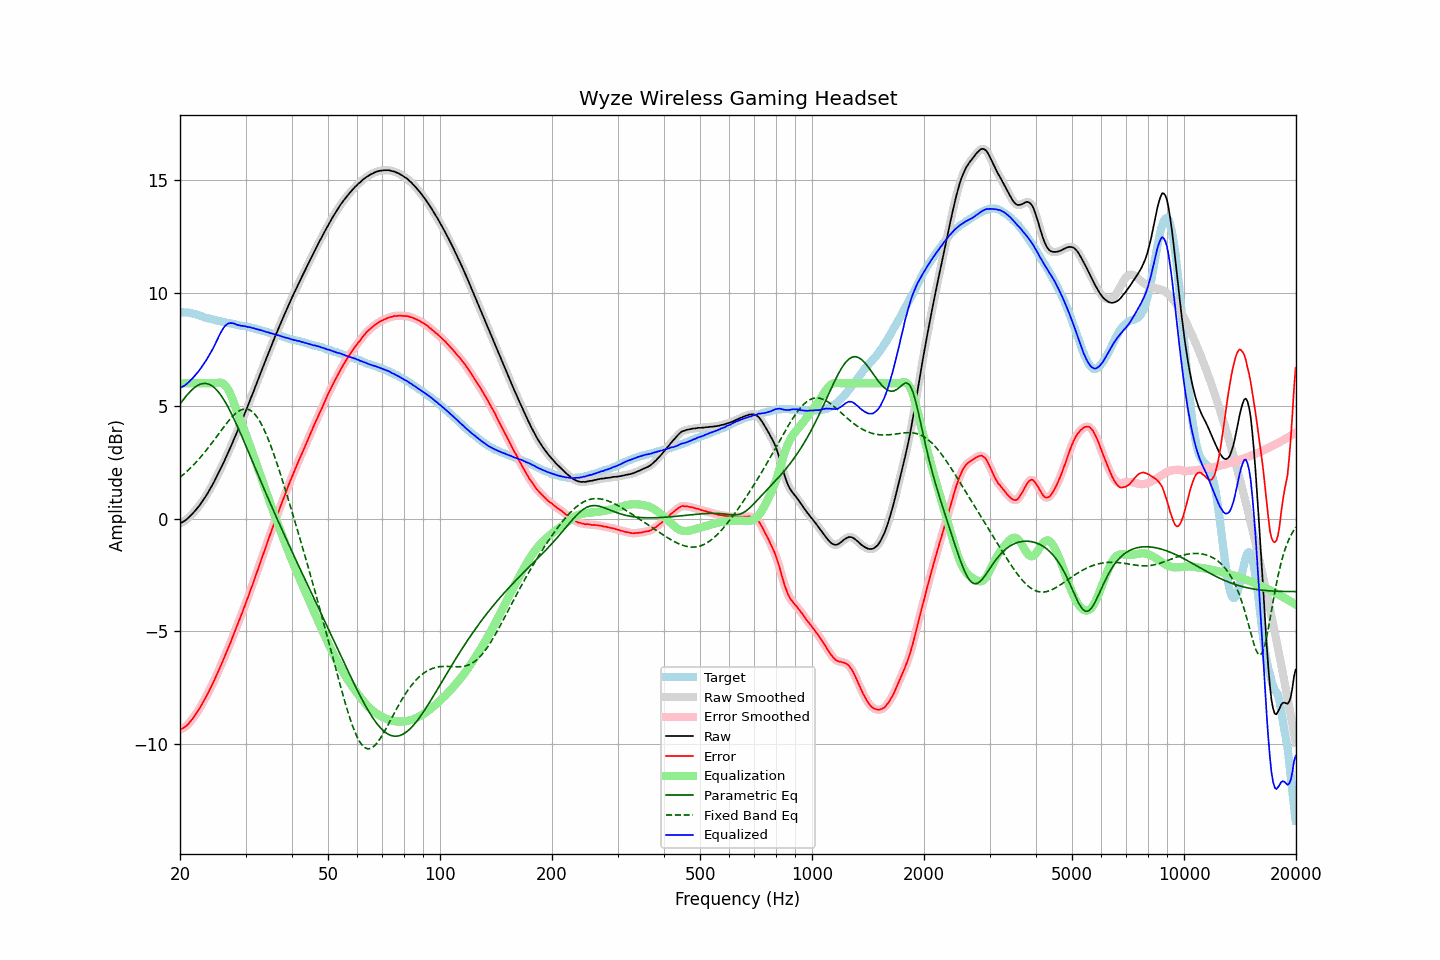 Wyze Wireless Gaming Headset
Amplitude (dBr)
15
10
5
0
−5
−10
Target
Raw Smoothed
Error Smoothed
Raw
Error
Equalization
Parametric Eq
Fixed Band Eq
Equalized
20
50
100
200
500
1000
2000
5000
10000
20000
Frequency (Hz)